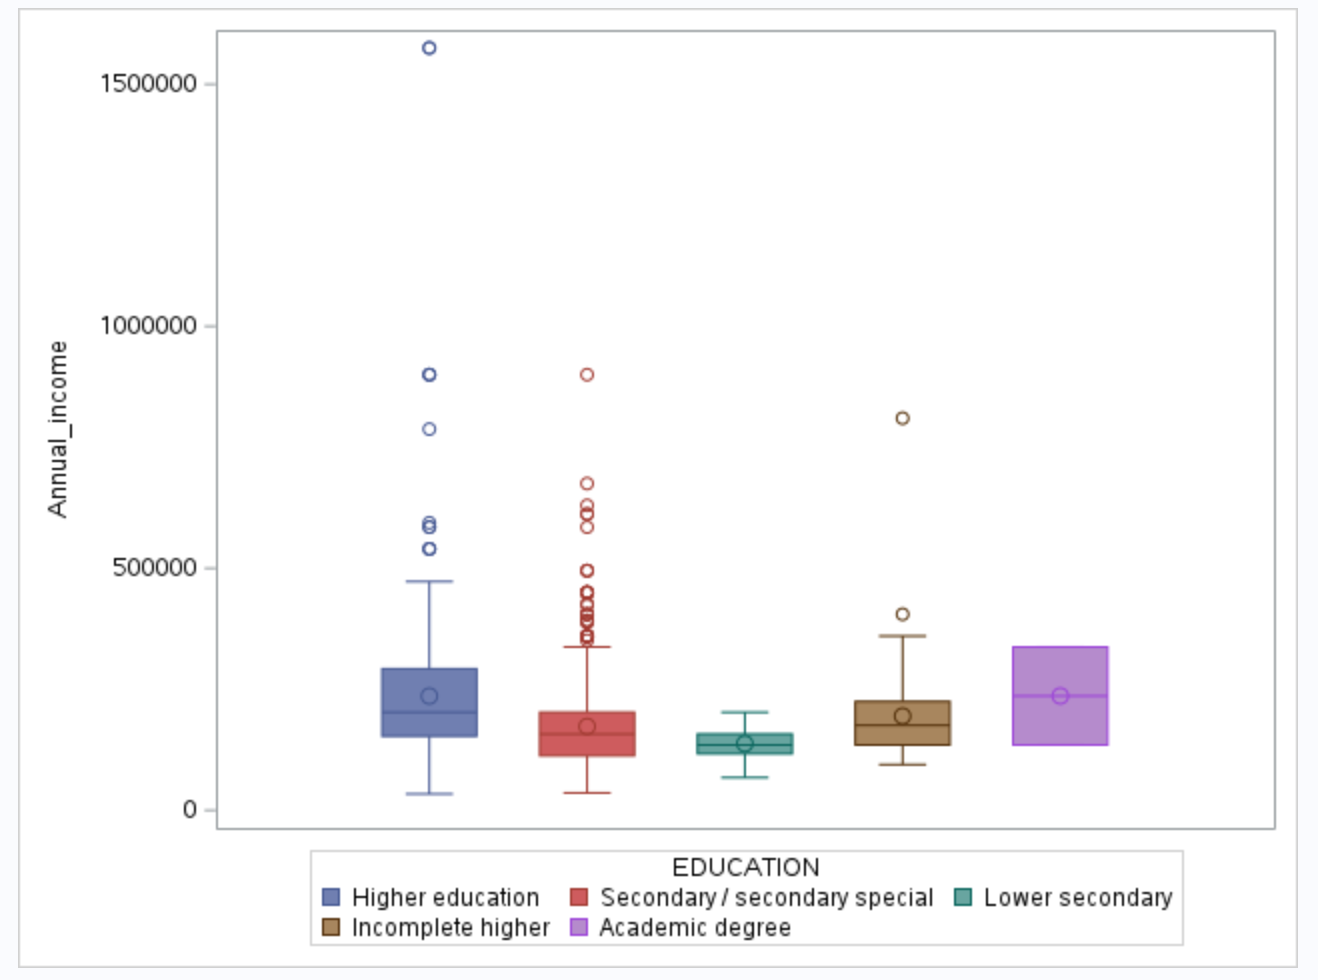 1500000
1000000
500000
0
Annual_income
EDUCATION
Higher education
Secondary / secondary special
Lower secondary
Incomplete higher
Academic degree